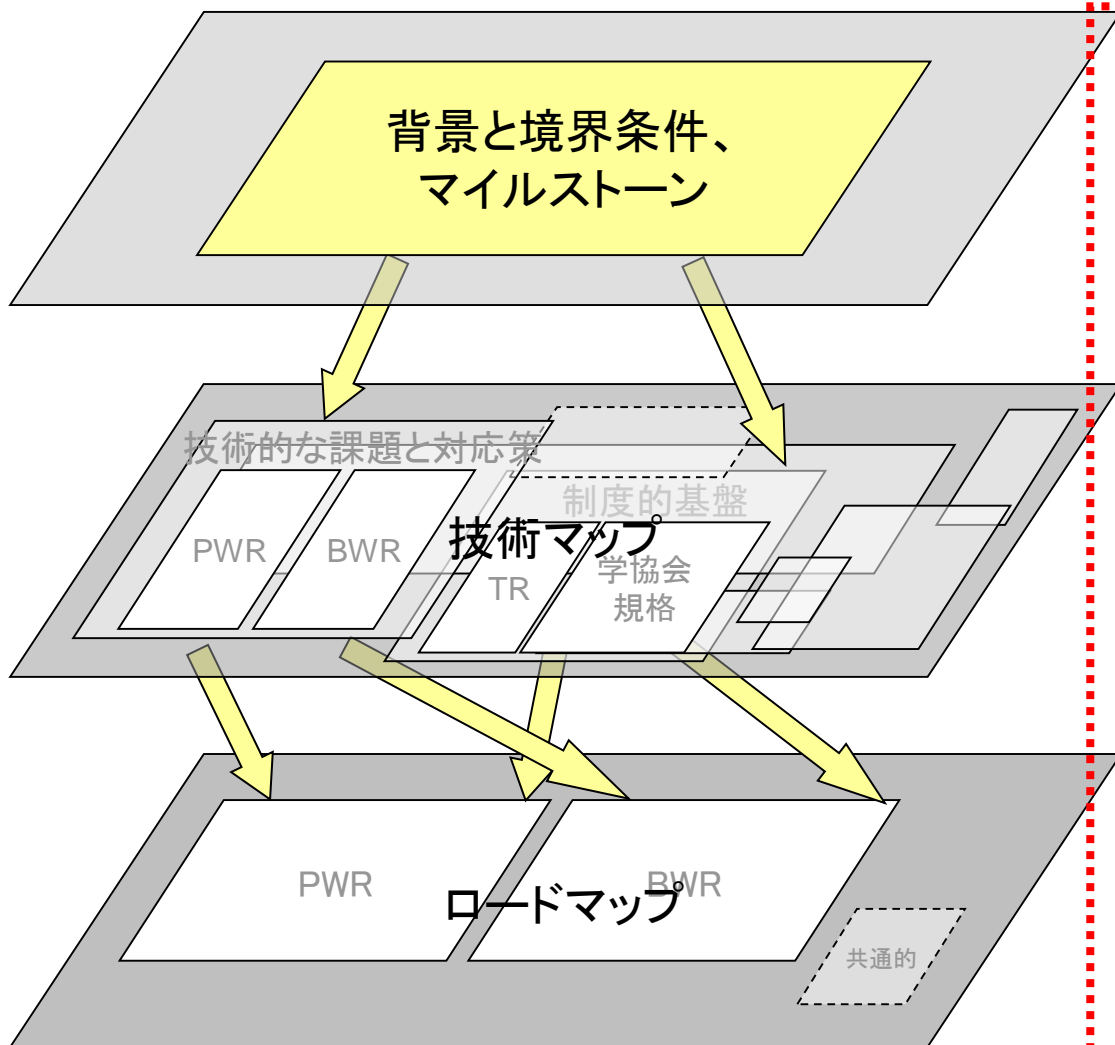 背景と境界条件、
マイルストーン
技術的な課題と対応策
制度的基盤
技術マップ
PWR
BWR
TR
学協会
規格
PWR
BWR
ロードマップ
共通的